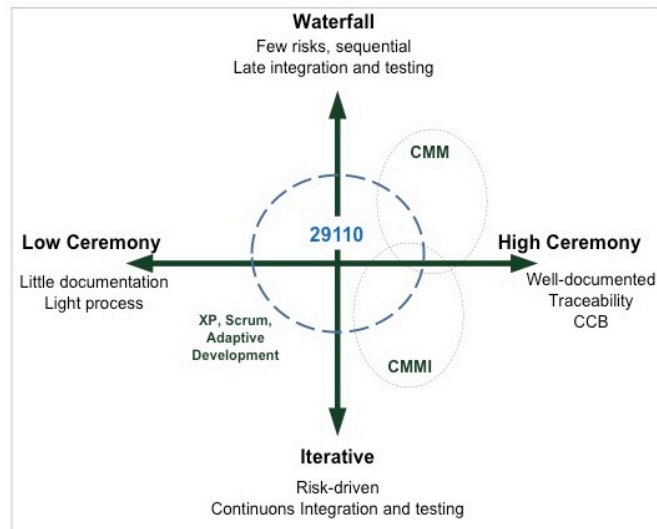 Waterfall
Few risks, sequential
Late integration and testing
CMM
29110
Low Ceremony
High Ceremony
Little documentation
Light process
Well-documented
Traceability
CCB
XP, Scrum,
Adaptive
Development
CMMI
Iterative
Risk-driven
Continuons Integration and testing